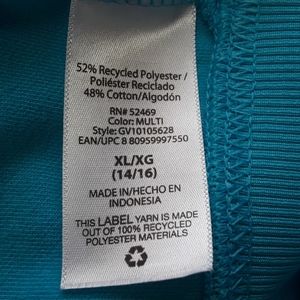 52% Recycled Polyester /
Poliéster Reciclado
48% Cotton/Algodón
RN# 52469
Color: MULTI
Style: GV10105628
EAN/UPC 8 80959997550
XL/XG
(14/16)
MADE IN/HECHO EN
INDONESIA
THIS LABEL YARN IS MADE
OUT OF 100% RECYCLED
POLYESTER MATERIALS